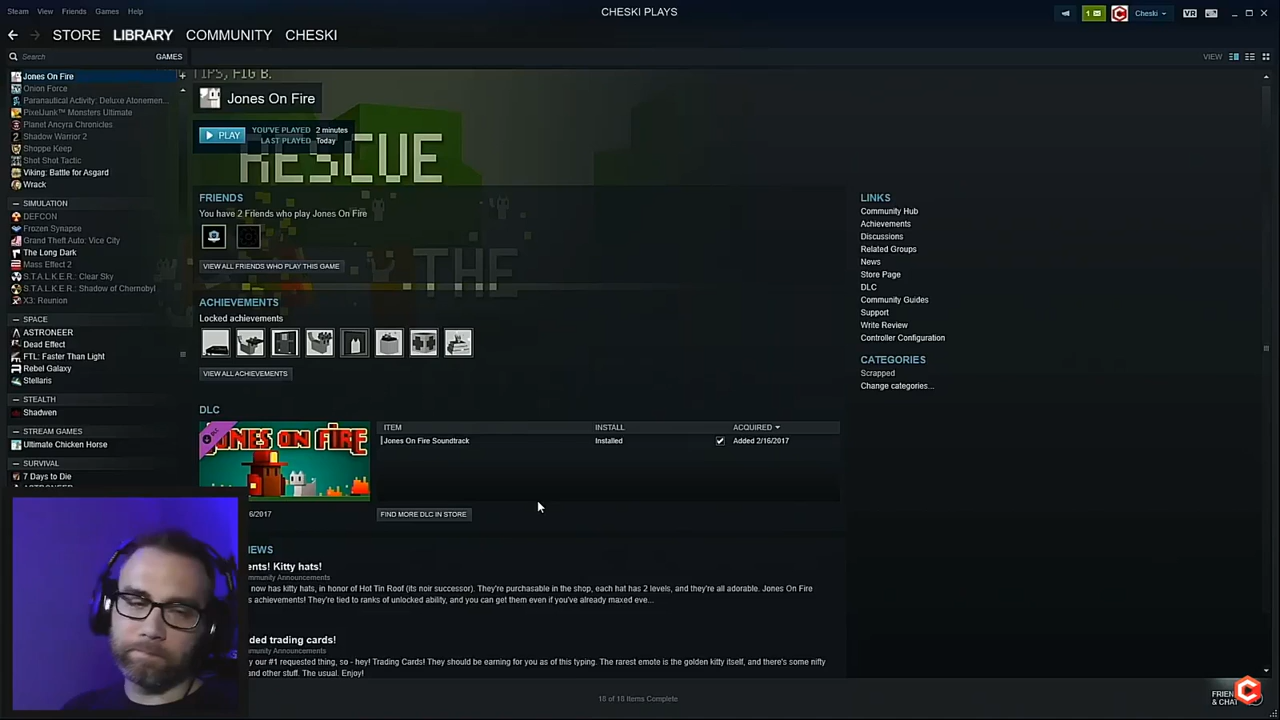 Steam View Friends Games Help
CHESKI PLAYS
1
Cheski
VR
STORE LIBRARY COMMUNITY CHESKI
Search GAMES
VIEW
Jones On Fire
Onion Force
Paranautical Activity: Deluxe Atonemen...
PixelJunk™ Monsters Ultimate
Planet Ancyra Chronicles
Shadow Warrior 2
Shoppe Keep
Shot Shot Tactic
Viking: Battle for Asgard
Wrack
SIMULATION
DEFCON
Frozen Synapse
Grand Theft Auto: Vice City
The Long Dark
Mass Effect 2
S.T.A.L.K.E.R.: Clear Sky
S.T.A.L.K.E.R.: Shadow of Chernobyl
X3: Reunion
SPACE
ASTRONEER
Dead Effect
FTL: Faster Than Light
Rebel Galaxy
Stellaris
STEALTH
Shadwen
STREAM GAMES
Ultimate Chicken Horse
SURVIVAL
7 Days to Die
ASTRONEER
TIPS, FIG B.
Jones On Fire
PLAY
YOU'VE PLAYED 2 minutes
LAST PLAYED Today
RESCUE
THE
FRIENDS
You have 2 Friends who play Jones On Fire
VIEW ALL FRIENDS WHO PLAY THIS GAME
ACHIEVEMENTS
Locked achievements
VIEW ALL ACHIEVEMENTS
DLC
JONES ON FIRE
DLC
ITEM INSTALL ACQUIRED
Jones On Fire Soundtrack Installed Added 2/16/2017
16/2017
FIND MORE DLC IN STORE
EWS
ents! Kitty hats!
mmunity Announcements
now has kitty hats, in honor of Hot Tin Roof (its noir successor). They're purchasable in the shop, each hat has 2 levels, and they're all adorable. Jones On Fire
s achievements! They're tied to ranks of unlocked ability, and you can get them even if you've already maxed eve...
ded trading cards!
mmunity Announcements
y our #1 requested thing, so - hey! Trading Cards! They should be earning for you as of this typing. The rarest emote is the golden kitty itself, and there's some nifty
and other stuff. The usual. Enjoy!
LINKS
Community Hub
Achievements
Discussions
Related Groups
News
Store Page
DLC
Community Guides
Support
Write Review
Controller Configuration
CATEGORIES
Scrapped
Change categories...
18 of 18 Items Complete
FRIEN
& CHAT